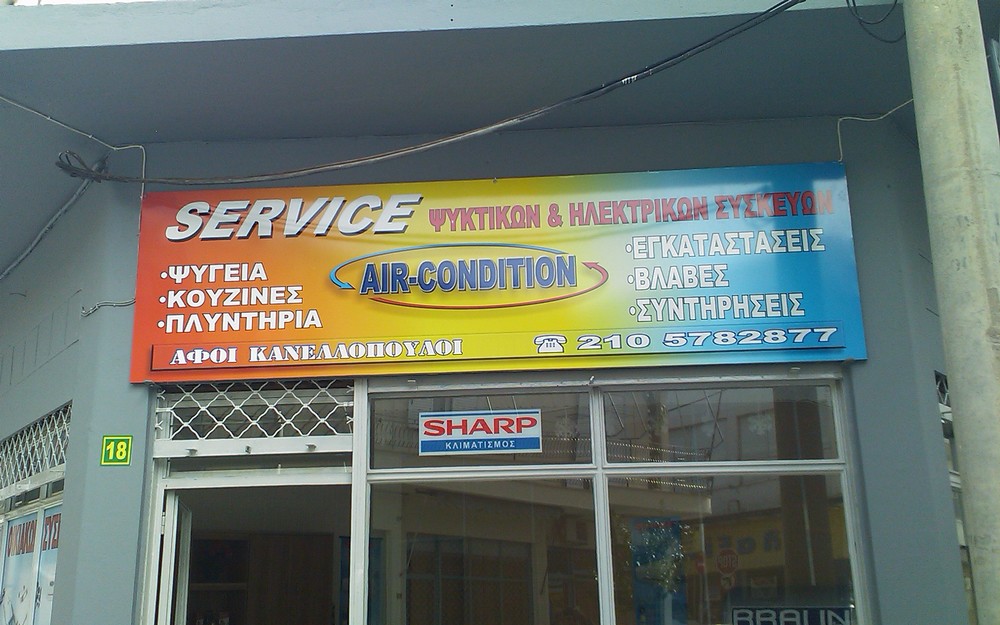 SERVICE ΨΥΚΤΙΚΩΝ & ΗΛΕΚΤΡΙΚΩΝ ΣΥΣΚΕΥΩΝ
·ΨΥΓΕΙΑ
·ΚΟΥΖΙΝΕΣ
·ΠΛΥΝΤΗΡΙΑ
AIR-CONDITION
·ΕΓΚΑΤΑΣΤΑΣΕΙΣ
·ΒΛΑΒΕΣ
·ΣΥΝΤΗΡΗΣΕΙΣ
ΑΦΟΙ ΚΑΝΕΛΛΟΠΟΥΛΟΙ
☎ 210 5782877
SHARP
ΚΛΙΜΑΤΙΣΜΟΣ
18
BRAUN